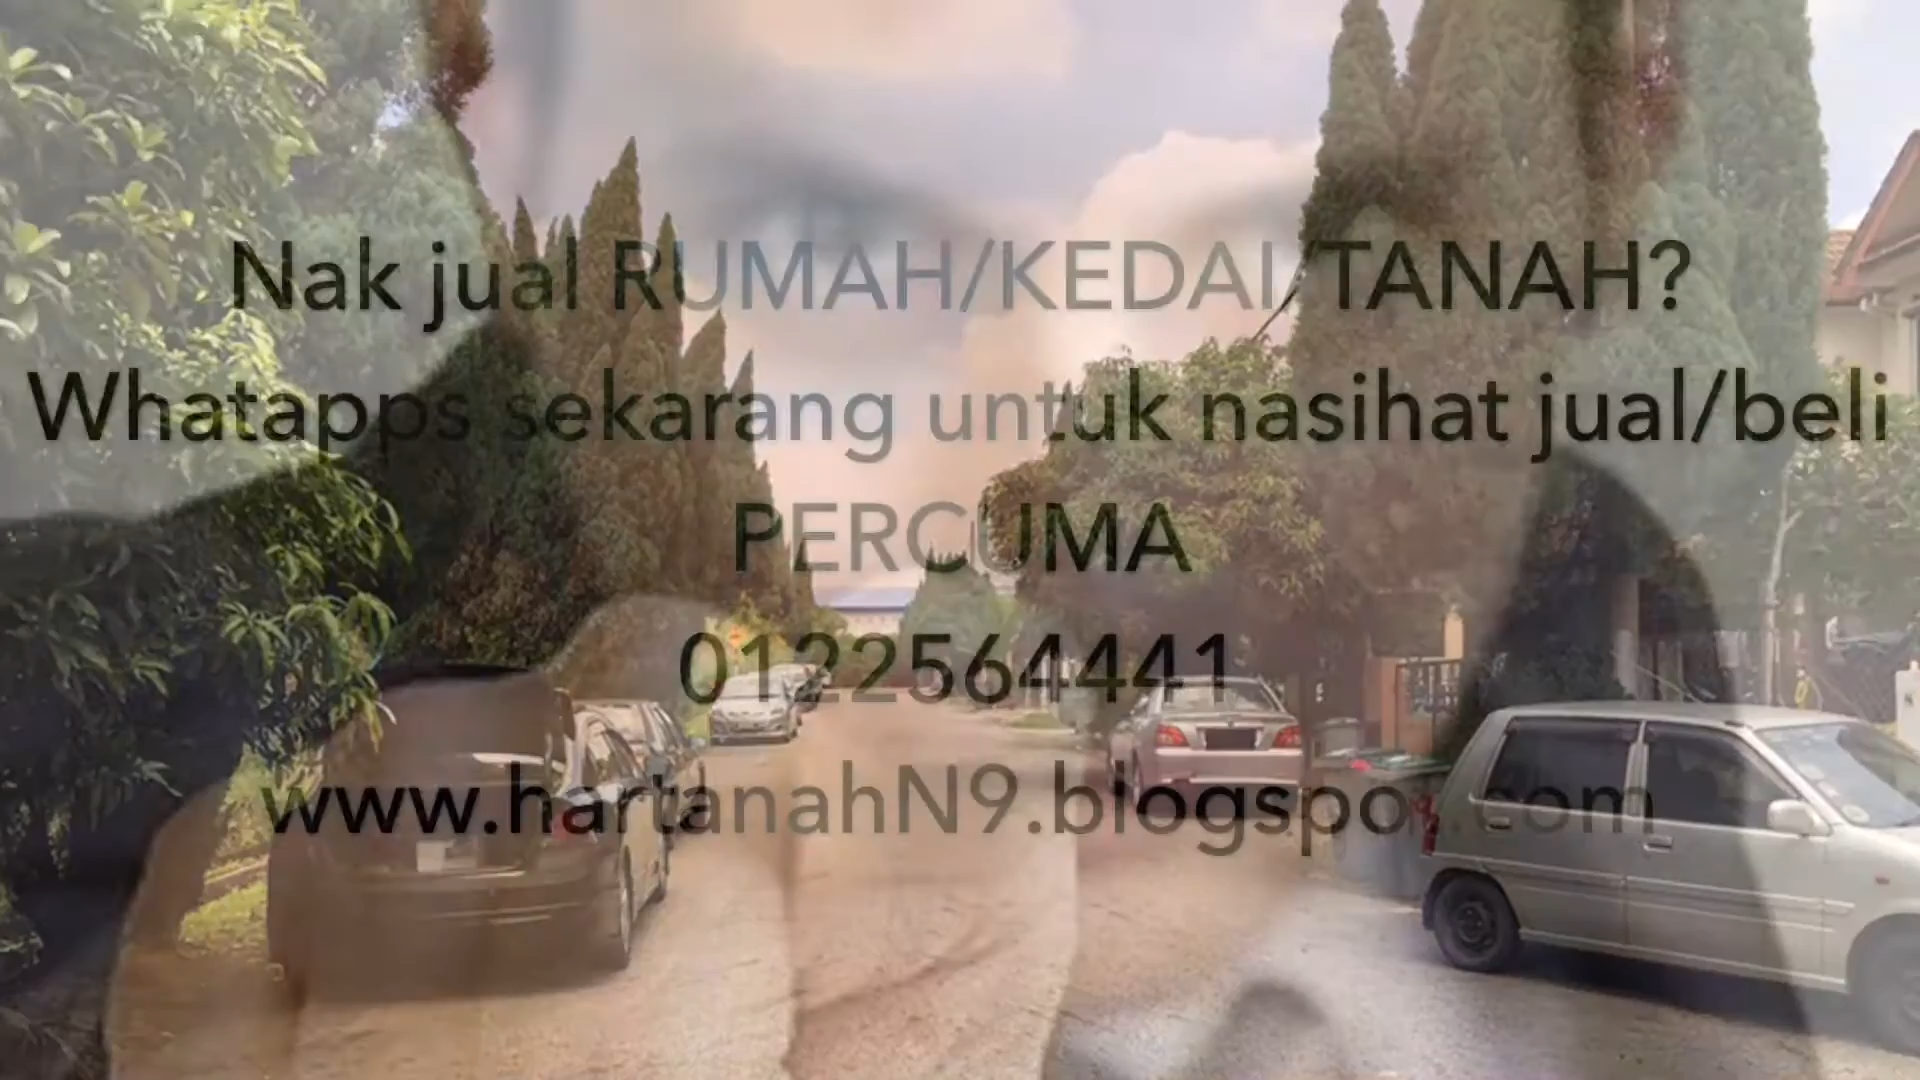 Nak jual RUMAH/KEDAI/TANAH?
Whatapps sekarang untuk nasihat jual/beli
PERCUMA
0122564441
www.hartanahN9.blogspot.com